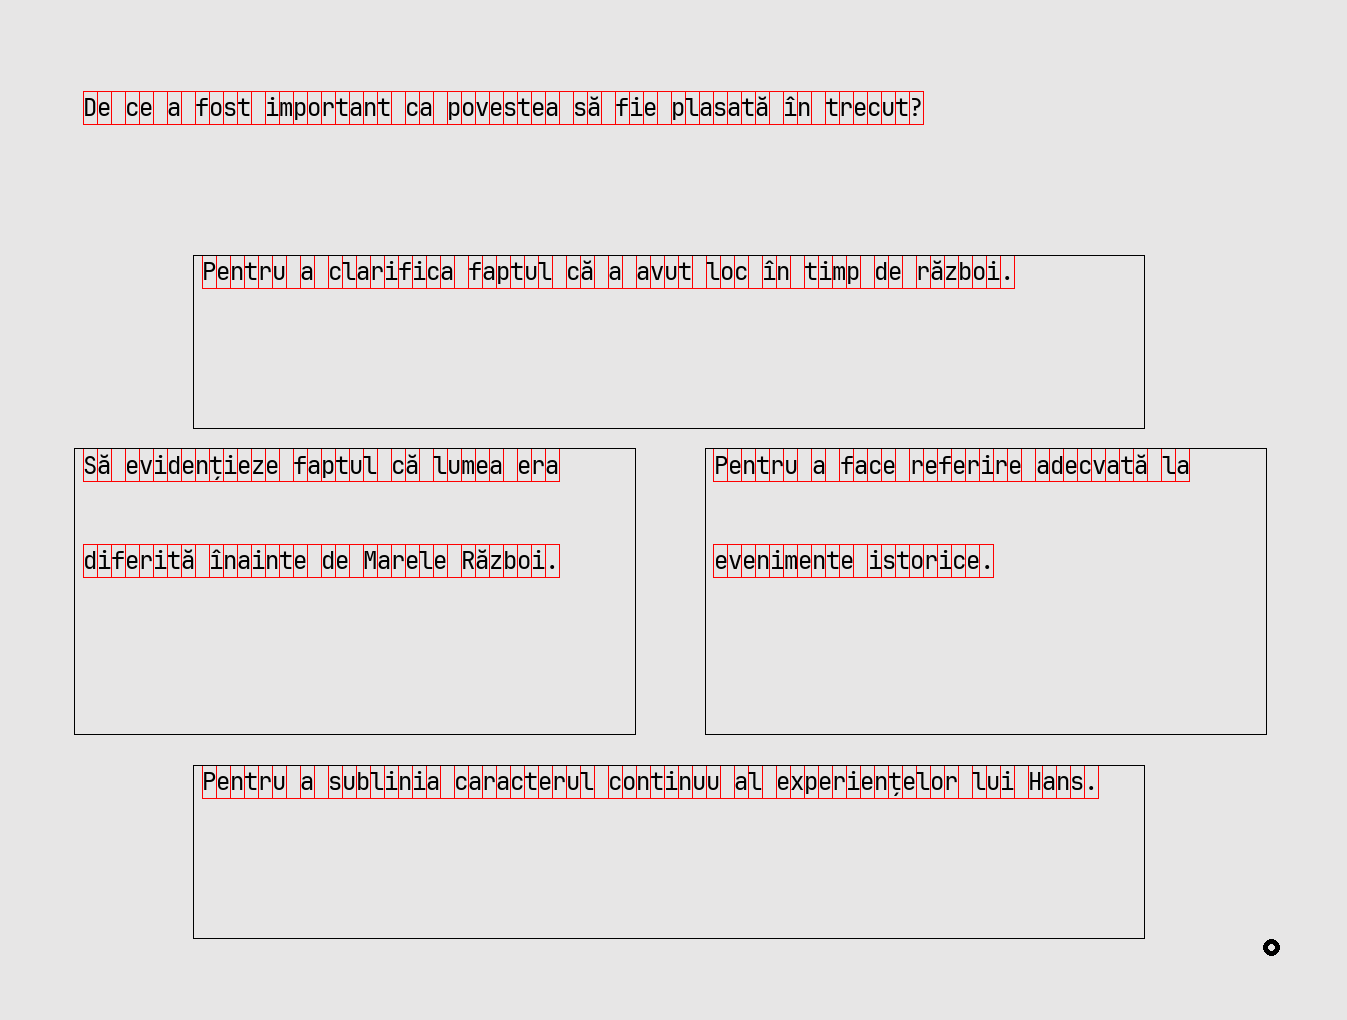 De ce a fost important ca povestea să fie plasată în trecut?
Pentru a clarifica faptul că a avut loc în timp de război.
Să evidențieze faptul că lumea era
diferită înainte de Marele Război.
Pentru a face referire adecvată la
evenimente istorice.
Pentru a sublinia caracterul continuu al experiențelor lui Hans.